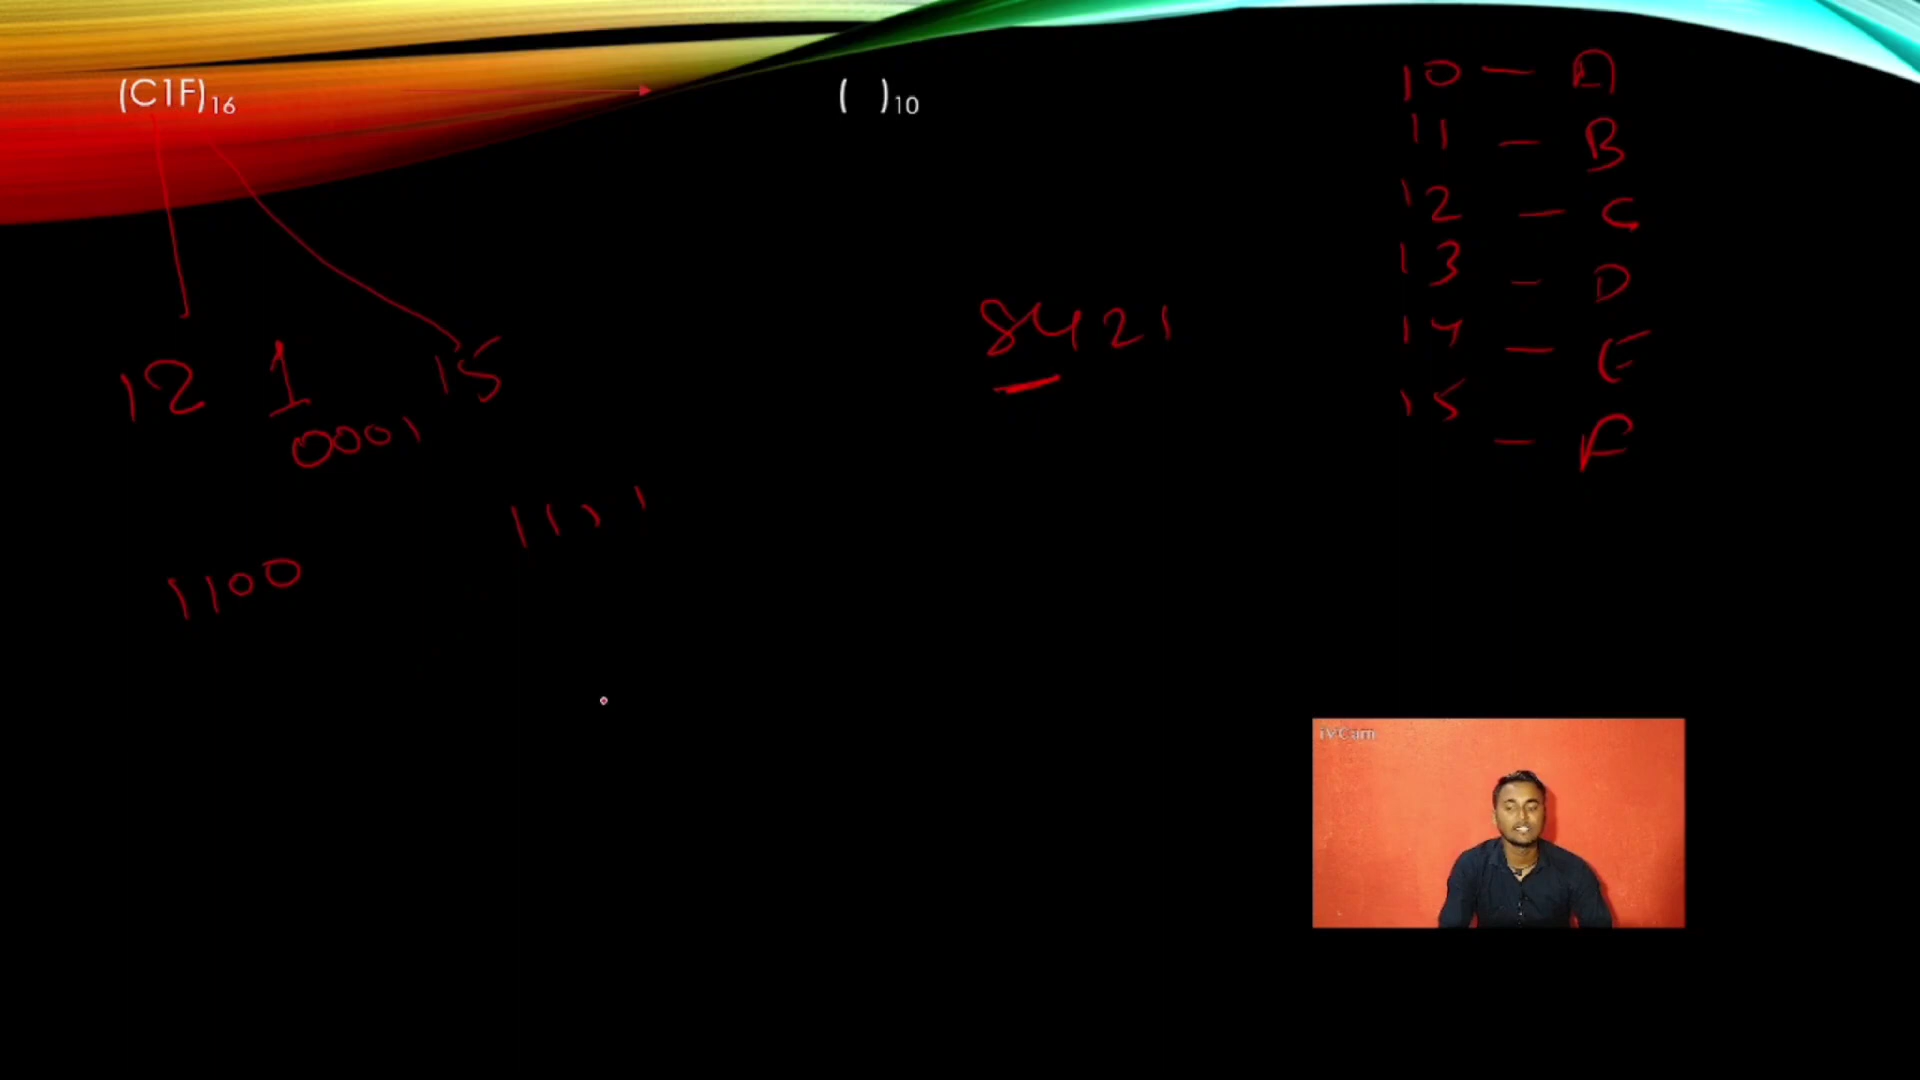 (C1F)16 ( )10
10 — A
11 — B
12 — C
13 — D
14 — E
15 — F
8421
12 1 15
0001
1111
1100
iVCam